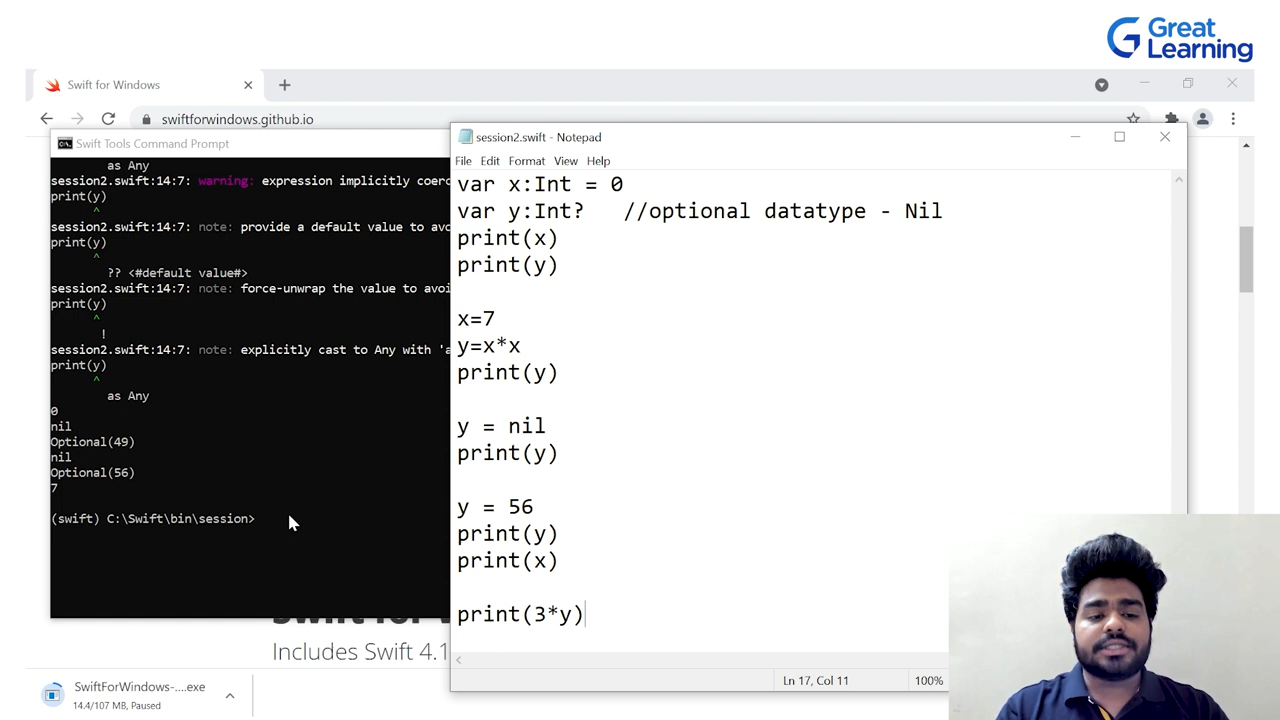 Great
Learning
Swift for Windows
swiftforwindows.github.io
Swift Tools Command Prompt
as Any
session2.swift:14:7: warning: expression implicitly coerc
print(y)
^
session2.swift:14:7: note: provide a default value to avo
print(y)
^
?? <#default value#>
session2.swift:14:7: note: force-unwrap the value to avoi
print(y)
^
!
session2.swift:14:7: note: explicitly cast to Any with 'a
print(y)
^
as Any
0
nil
Optional(49)
nil
Optional(56)
7
(swift) C:\Swift\bin\session>
session2.swift - Notepad
File Edit Format View Help
var x:Int = 0
var y:Int? //optional datatype - Nil
print(x)
print(y)
x=7
y=x*x
print(y)
y = nil
print(y)
y = 56
print(y)
print(x)
print(3*y)
Ln 17, Col 11
100%
Includes Swift 4.1
SwiftForWindows-....exe
14.4/107 MB, Paused